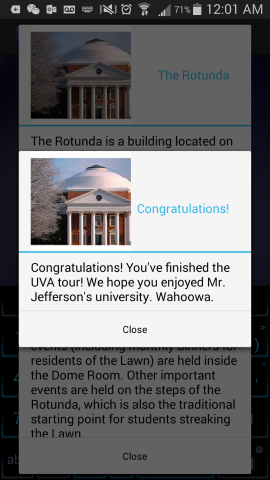 71% 12:01 AM
The Rotunda
The Rotunda is a building located on
Congratulations!
Congratulations! You've finished the
UVA tour! We hope you enjoyed Mr.
Jefferson's university. Wahoowa.
Close
events (including monthly dinners for
residents of the Lawn) are held inside
the Dome Room. Other important
events are held on the steps of the
Rotunda, which is also the traditional
starting point for students streaking
the Lawn.
Close